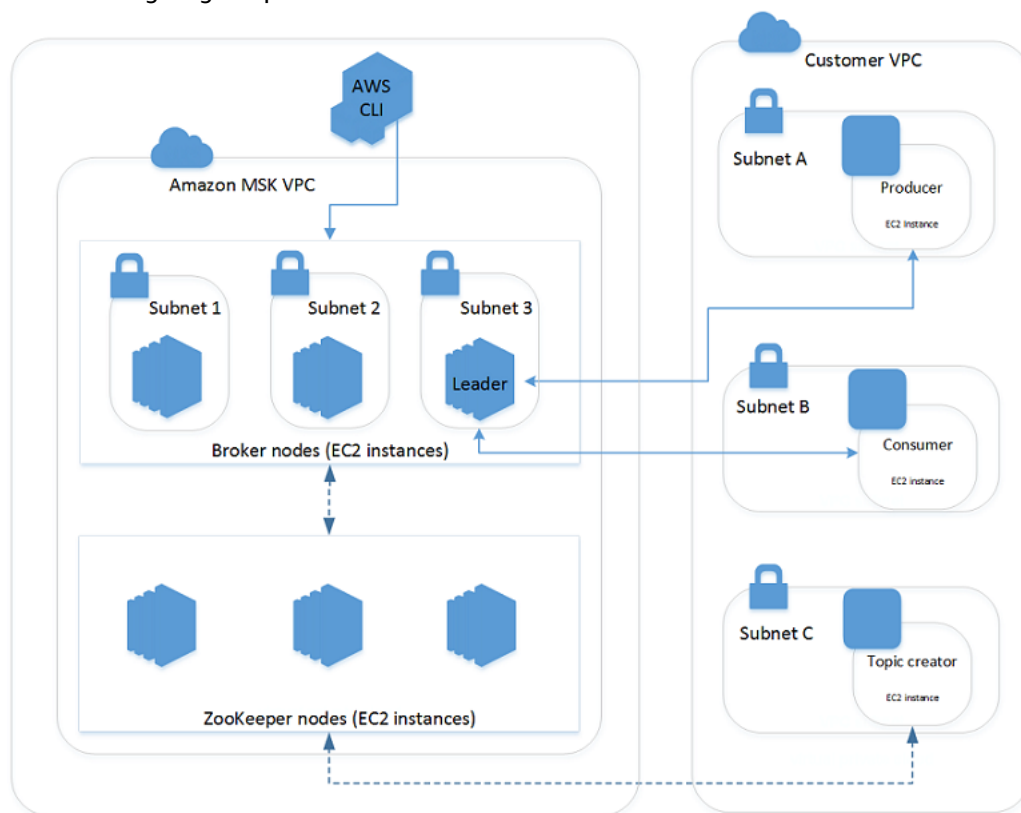 AWS
CLI
Customer VPC
Subnet A
Producer
EC2 Instance
Amazon MSK VPC
Subnet 1
Subnet 2
Subnet 3
Leader
Broker nodes (EC2 instances)
Subnet B
Consumer
EC2 instance
Subnet C
Topic creator
EC2 instance
ZooKeeper nodes (EC2 instances)